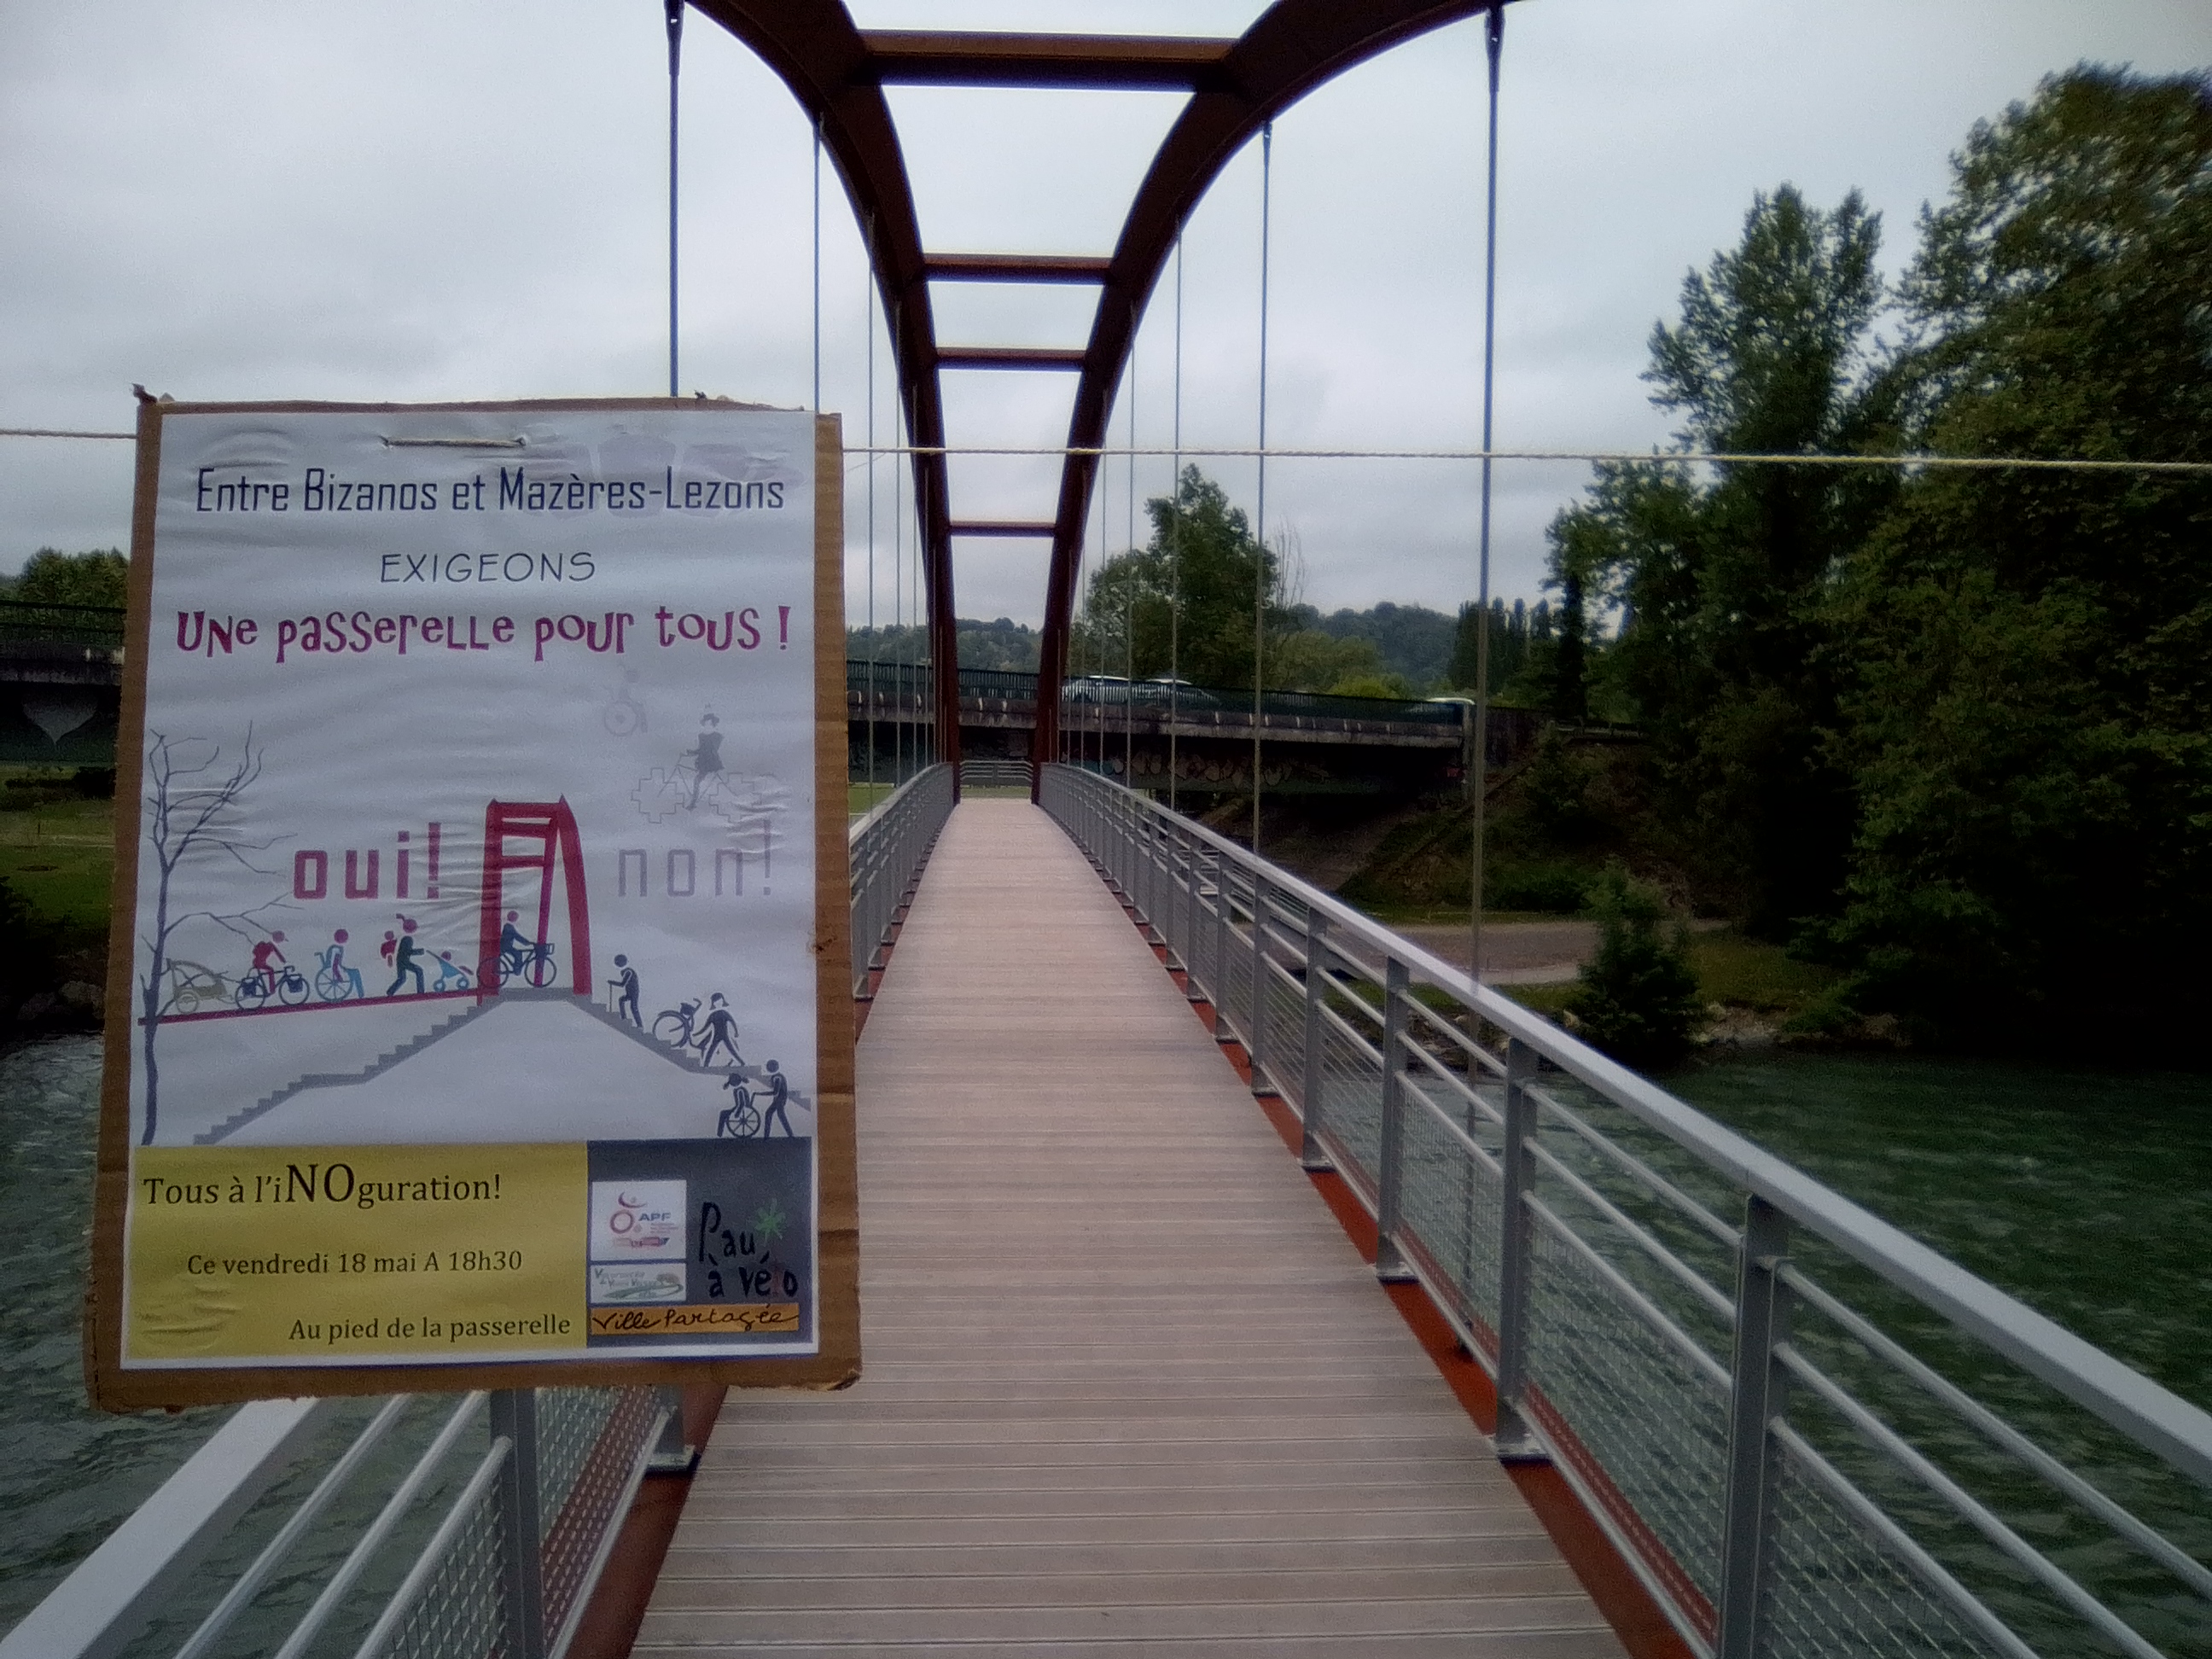 Entre Bizanos et Mazères-Lezons
EXIGEONS
Une passerelle pour tous !
oui! non!
Tous à l'iNOguration!
Ce vendredi 18 mai A 18h30
Au pied de la passerelle
APF
Pau
à vélo
Ville Partagée